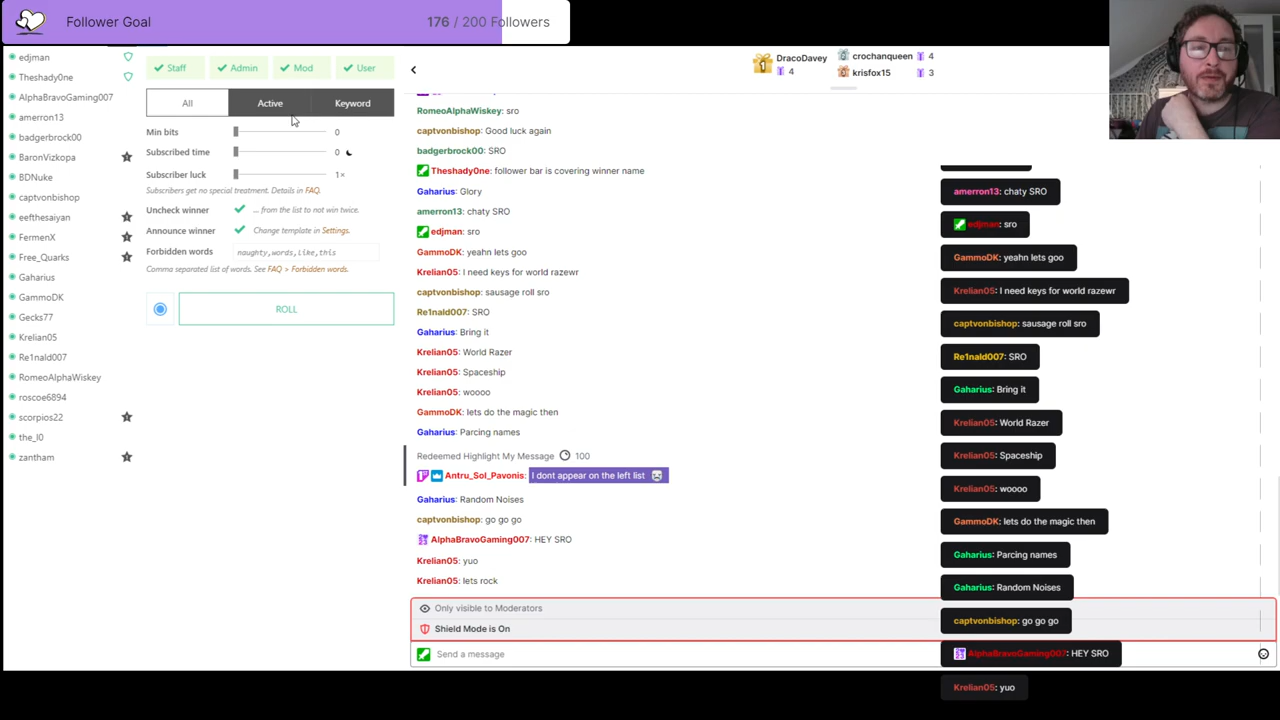 Follower Goal
176 / 200 Followers
edjman
Theshady0ne
AlphaBravoGaming007
amerron13
badgerbrock00
BaronVizkopa
BDNuke
captvonbishop
eefthesaiyan
FermenX
Free_Quarks
Gaharius
GammoDK
Gecks77
Krelian05
Re1nald007
RomeoAlphaWiskey
roscoe6894
scorpios22
the_l0
zantham
Staff
Admin
Mod
User
All
Active
Keyword
Min bits
0
Subscribed time
0
Subscriber luck
1×
Subscribers get no special treatment. Details in FAQ.
Uncheck winner
... from the list to not win twice.
Announce winner
Change template in Settings.
Forbidden words
naughty,words,like,this
Comma separated list of words. See FAQ > Forbidden words.
ROLL
1
DracoDavey
4
crochanqueen
4
krisfox15
3
RomeoAlphaWiskey: sro
captvonbishop: Good luck again
badgerbrock00: SRO
Theshady0ne: follower bar is covering winner name
Gaharius: Glory
amerron13: chaty SRO
edjman: sro
GammoDK: yeahn lets goo
Krelian05: I need keys for world razewr
captvonbishop: sausage roll sro
Re1nald007: SRO
Gaharius: Bring it
Krelian05: World Razer
Krelian05: Spaceship
Krelian05: woooo
GammoDK: lets do the magic then
Gaharius: Parcing names
Redeemed Highlight My Message 100
Antru_Sol_Pavonis: I dont appear on the left list
Gaharius: Random Noises
captvonbishop: go go go
AlphaBravoGaming007: HEY SRO
Krelian05: yuo
Krelian05: lets rock
Only visible to Moderators
Shield Mode is On
Send a message
amerron13: chaty SRO
edjman: sro
GammoDK: yeahn lets goo
Krelian05: I need keys for world razewr
captvonbishop: sausage roll sro
Re1nald007: SRO
Gaharius: Bring it
Krelian05: World Razer
Krelian05: Spaceship
Krelian05: woooo
GammoDK: lets do the magic then
Gaharius: Parcing names
Gaharius: Random Noises
captvonbishop: go go go
AlphaBravoGaming007: HEY SRO
Krelian05: yuo